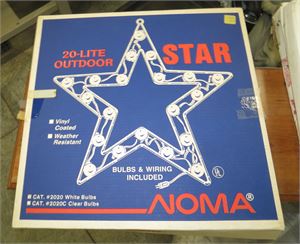 20-LITE
OUTDOOR
STAR
■ Vinyl
Coated
■ Weather
Resistant
BULBS & WIRING
INCLUDED
UL
■ CAT. #2020 White Bulbs
■ CAT. #2020C Clear Bulbs
NOMA®